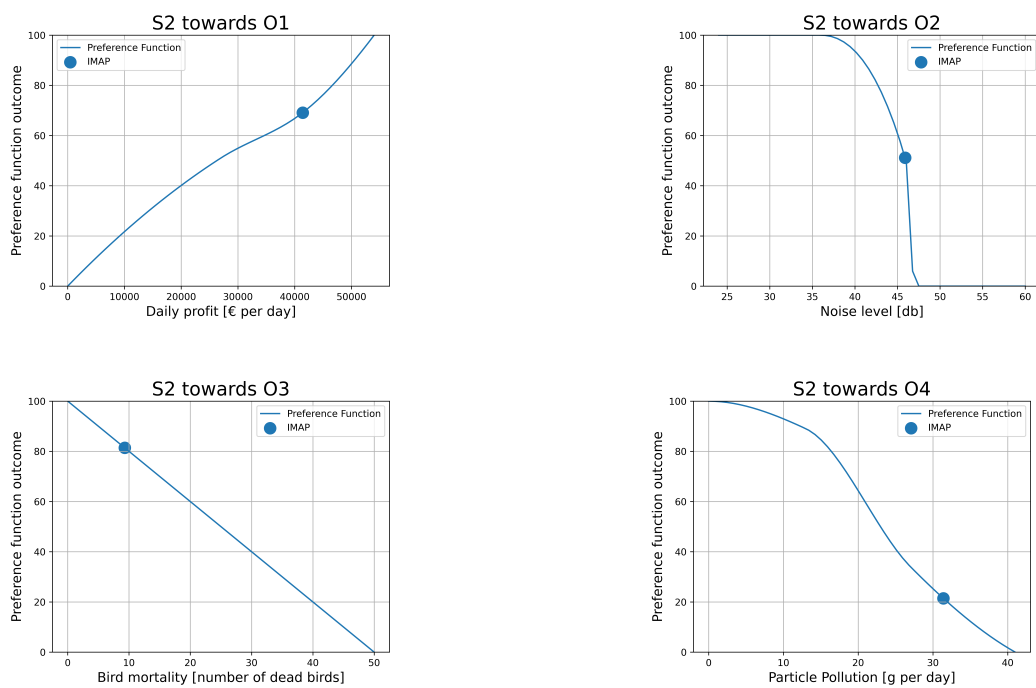 S2 towards O1
Preference Function
IMAP
100
80
60
40
20
0
Preference function outcome
0 10000 20000 30000 40000 50000
Daily profit [€ per day]
S2 towards O2
Preference Function
IMAP
100
80
60
40
20
0
Preference function outcome
25 30 35 40 45 50 55 60
Noise level [db]
S2 towards O3
Preference Function
IMAP
100
80
60
40
20
0
Preference function outcome
0 10 20 30 40 50
Bird mortality [number of dead birds]
S2 towards O4
Preference Function
IMAP
100
80
60
40
20
0
Preference function outcome
0 10 20 30 40
Particle Pollution [g per day]